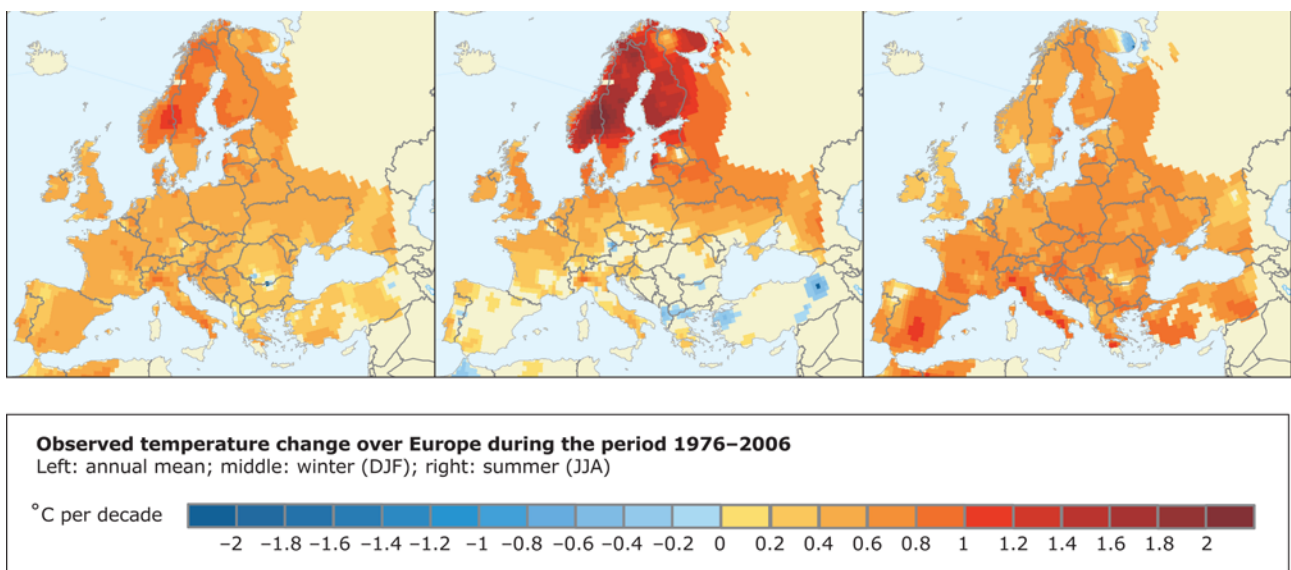 Observed temperature change over Europe during the period 1976–2006
Left: annual mean; middle: winter (DJF); right: summer (JJA)
°C per decade
–2 –1.8 –1.6 –1.4 –1.2 –1 –0.8 –0.6 –0.4 –0.2 0 0.2 0.4 0.6 0.8 1 1.2 1.4 1.6 1.8 2